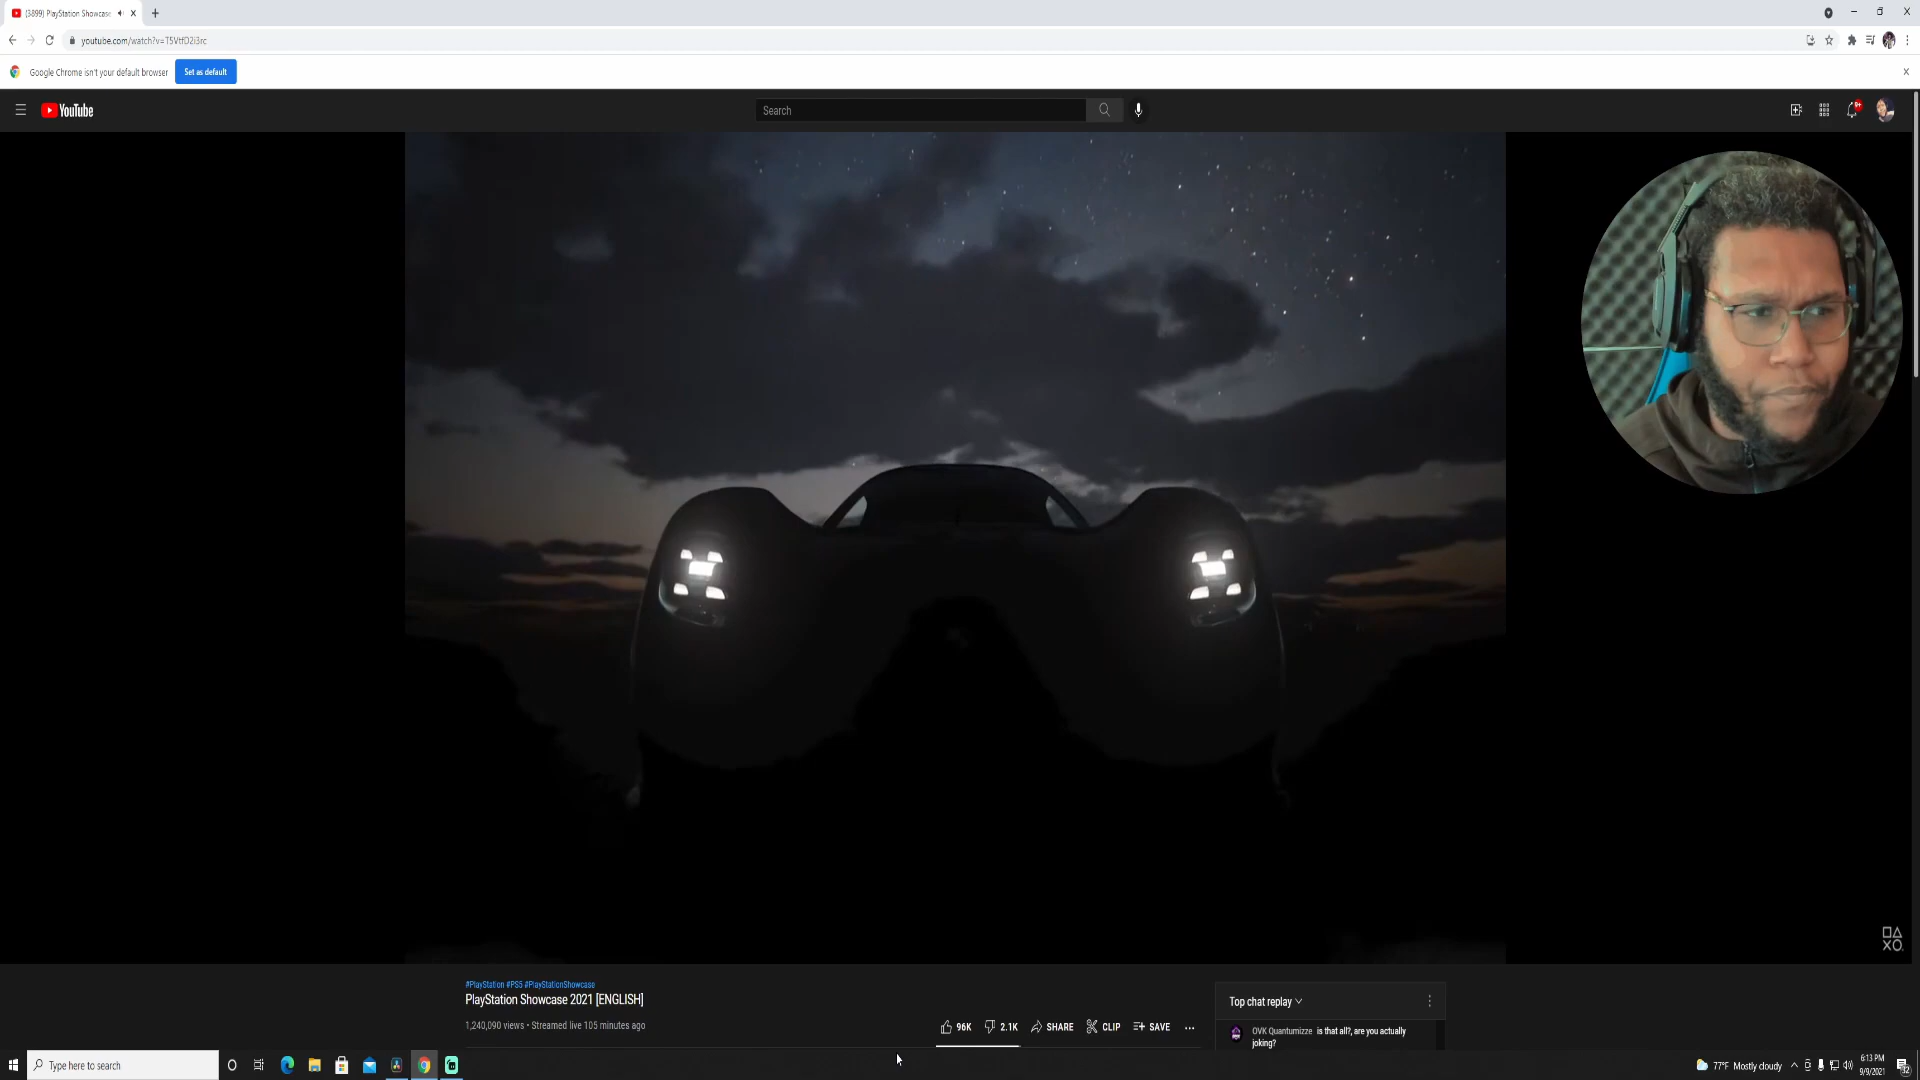 (3899) PlayStation Showcase
youtube.com/watch?v=T5VtfD2i3rc
Google Chrome isn't your default browser
Set as default
YouTube
Search
9+
#PlayStation #PS5 #PlayStationShowcase
PlayStation Showcase 2021 [ENGLISH]
1,240,090 views • Streamed live 105 minutes ago
96K
2.1K
SHARE
CLIP
SAVE
Top chat replay
OVK Quantumizze is that all?, are you actually
joking?
Type here to search
77°F Mostly cloudy
6:13 PM
9/9/2021